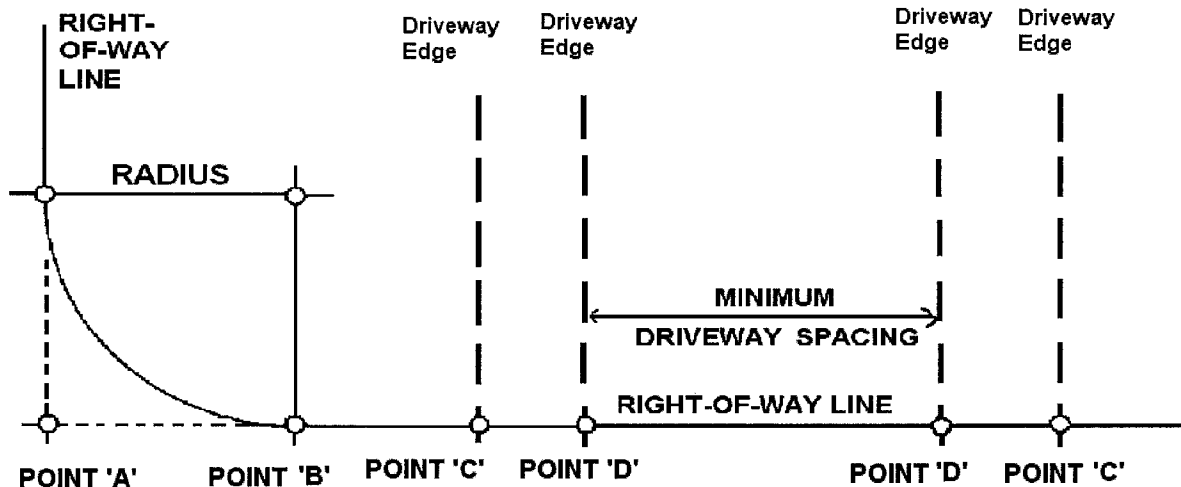 RIGHT-
OF-WAY
LINE
Driveway
Edge
Driveway
Edge
Driveway
Edge
Driveway
Edge
RADIUS
MINIMUM
DRIVEWAY SPACING
RIGHT-OF-WAY LINE
POINT 'A'
POINT 'B'
POINT 'C'
POINT 'D'
POINT 'D'
POINT 'C'